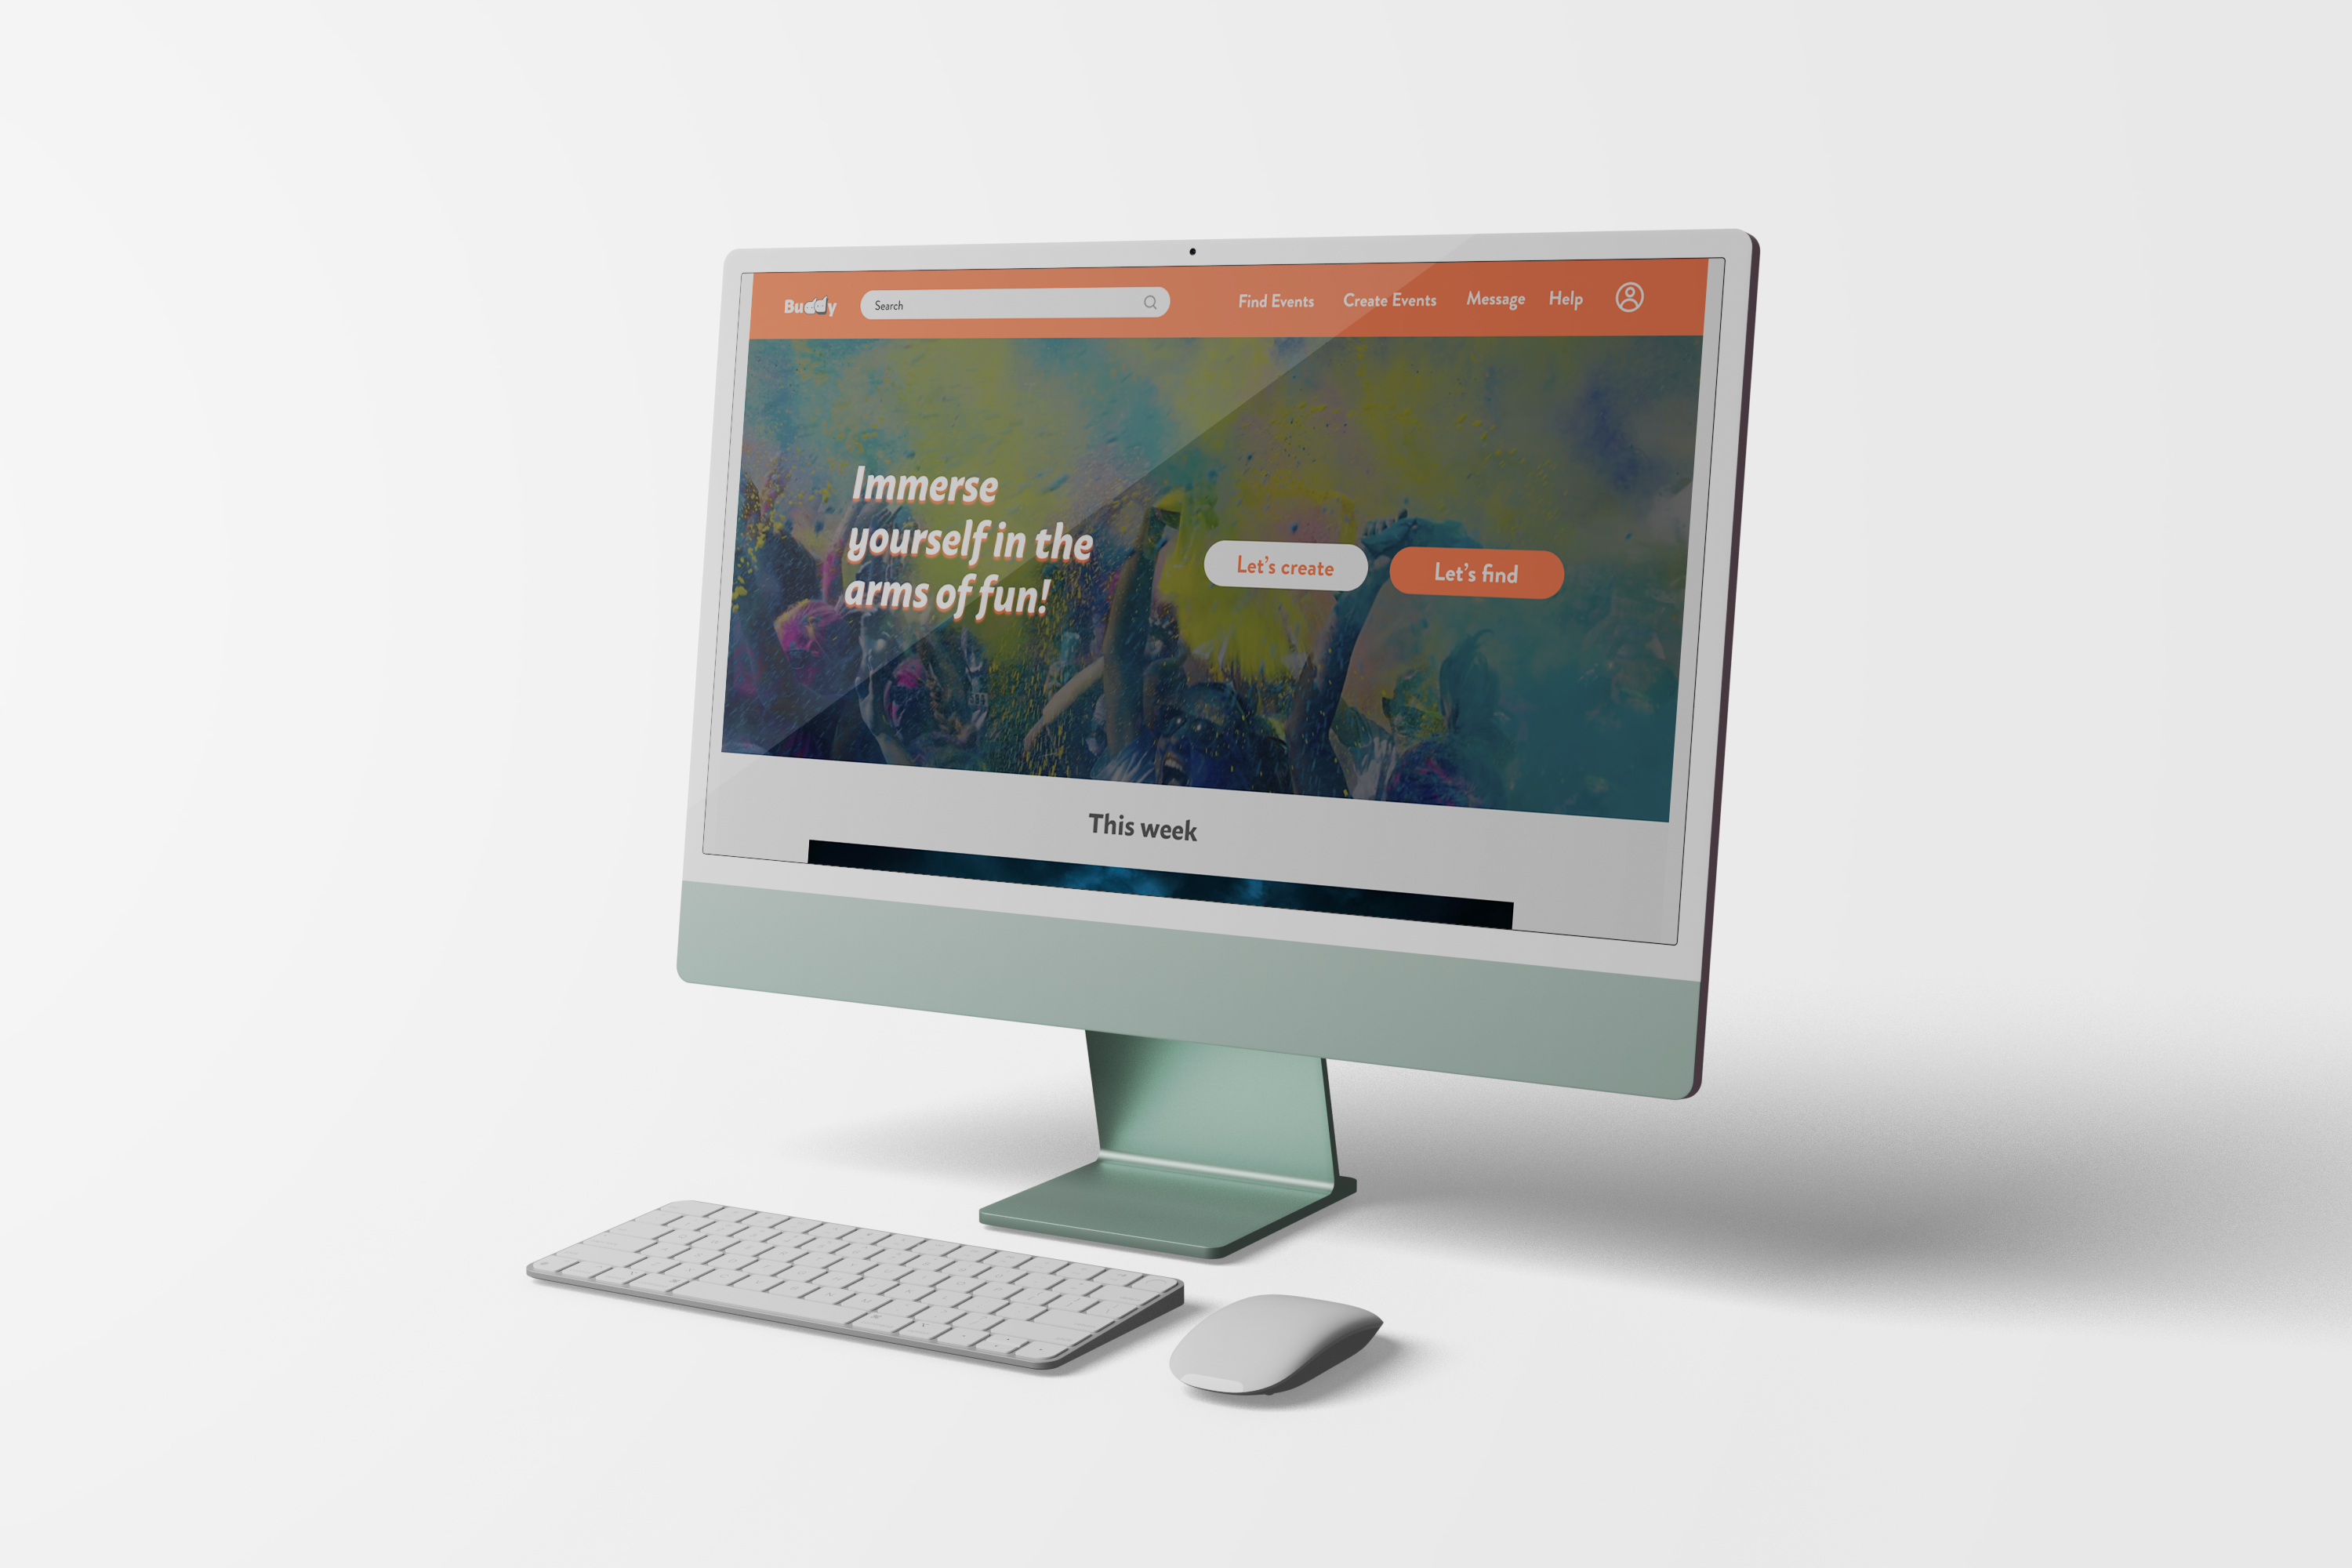 Buddy
Search
Find Events
Create Events
Message
Help
Immerse
yourself in the
arms of fun!
Let's create
Let's find
This week